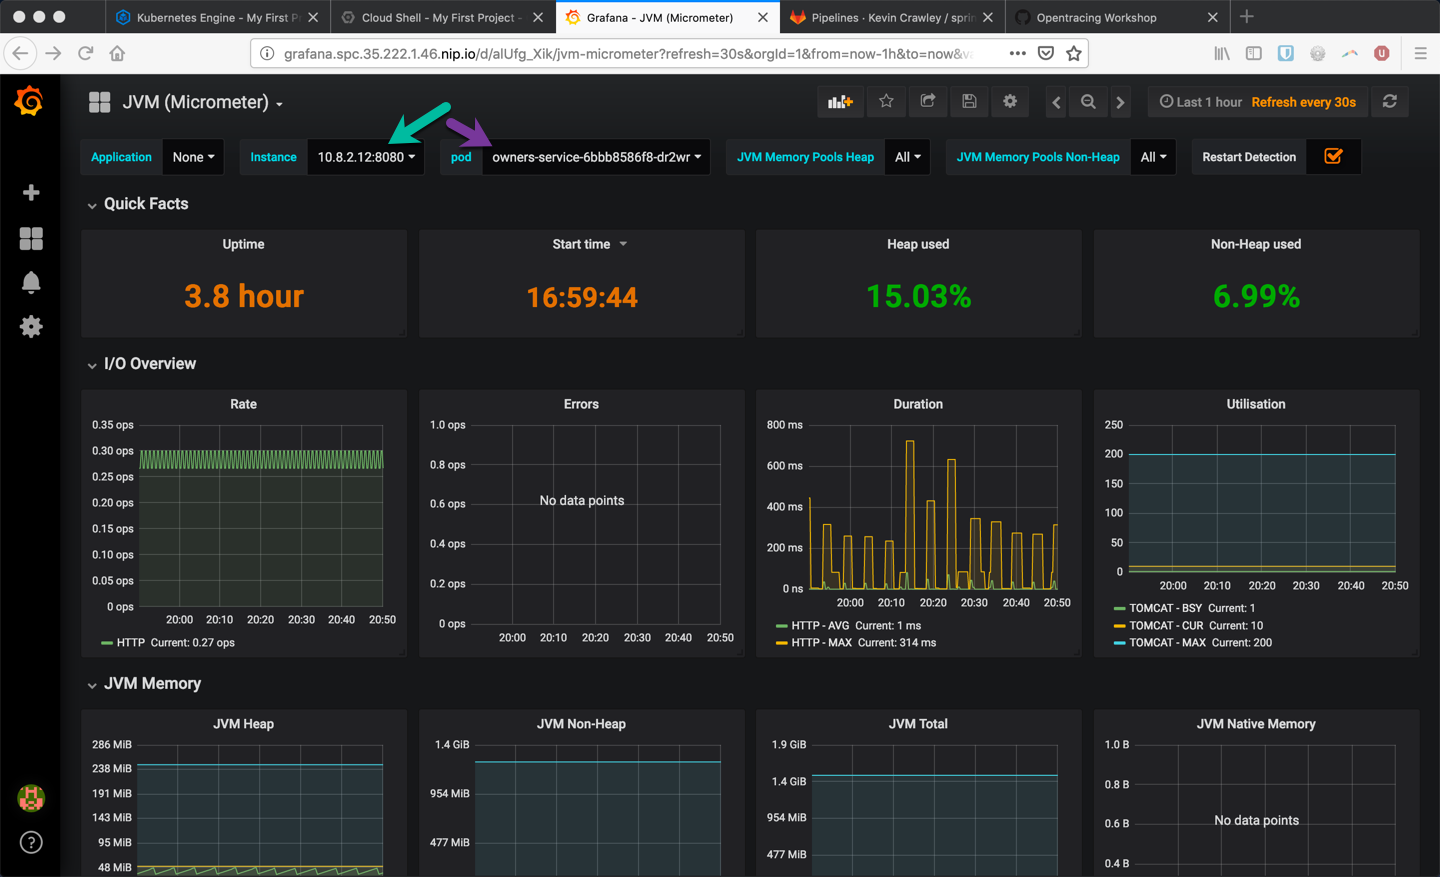 Kubernetes Engine - My First P
Cloud Shell - My First Project -
Grafana - JVM (Micrometer)
Pipelines · Kevin Crawley / sprin
Opentracing Workshop
grafana.spc.35.222.1.46.nip.io/d/alUfg_Xik/jvm-micrometer?refresh=30s&orgId=1&from=now-1h&to=now&va
JVM (Micrometer)
Last 1 hour Refresh every 30s
Application None
Instance 10.8.2.12:8080
pod owners-service-6bbb8586f8-dr2wr
JVM Memory Pools Heap All
JVM Memory Pools Non-Heap All
Restart Detection
Quick Facts
Uptime
3.8 hour
Start time
16:59:44
Heap used
15.03%
Non-Heap used
6.99%
I/O Overview
Rate
0.35 ops
0.30 ops
0.25 ops
0.20 ops
0.15 ops
0.10 ops
0.05 ops
0 ops
20:00 20:10 20:20 20:30 20:40 20:50
HTTP Current: 0.27 ops
Errors
1.0 ops
0.8 ops
0.6 ops
0.4 ops
0.2 ops
0 ops
No data points
20:00 20:10 20:20 20:30 20:40 20:50
Duration
800 ms
600 ms
400 ms
200 ms
0 ns
20:00 20:10 20:20 20:30 20:40 20:50
HTTP - AVG Current: 1 ms
HTTP - MAX Current: 314 ms
Utilisation
250
200
150
100
50
0
20:00 20:10 20:20 20:30 20:40 20:50
TOMCAT - BSY Current: 1
TOMCAT - CUR Current: 10
TOMCAT - MAX Current: 200
JVM Memory
JVM Heap
286 MiB
238 MiB
191 MiB
143 MiB
95 MiB
48 MiB
JVM Non-Heap
1.4 GiB
954 MiB
477 MiB
JVM Total
1.9 GiB
1.4 GiB
954 MiB
477 MiB
JVM Native Memory
1.0 B
0.8 B
0.6 B
0.4 B
No data points